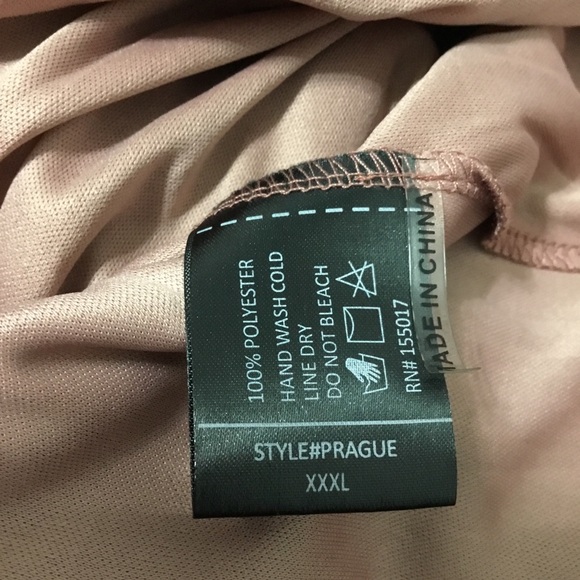 100% POLYESTER
HAND WASH COLD
LINE DRY
DO NOT BLEACH
RN# 155017
MADE IN CHINA
STYLE#PRAGUE
XXXL